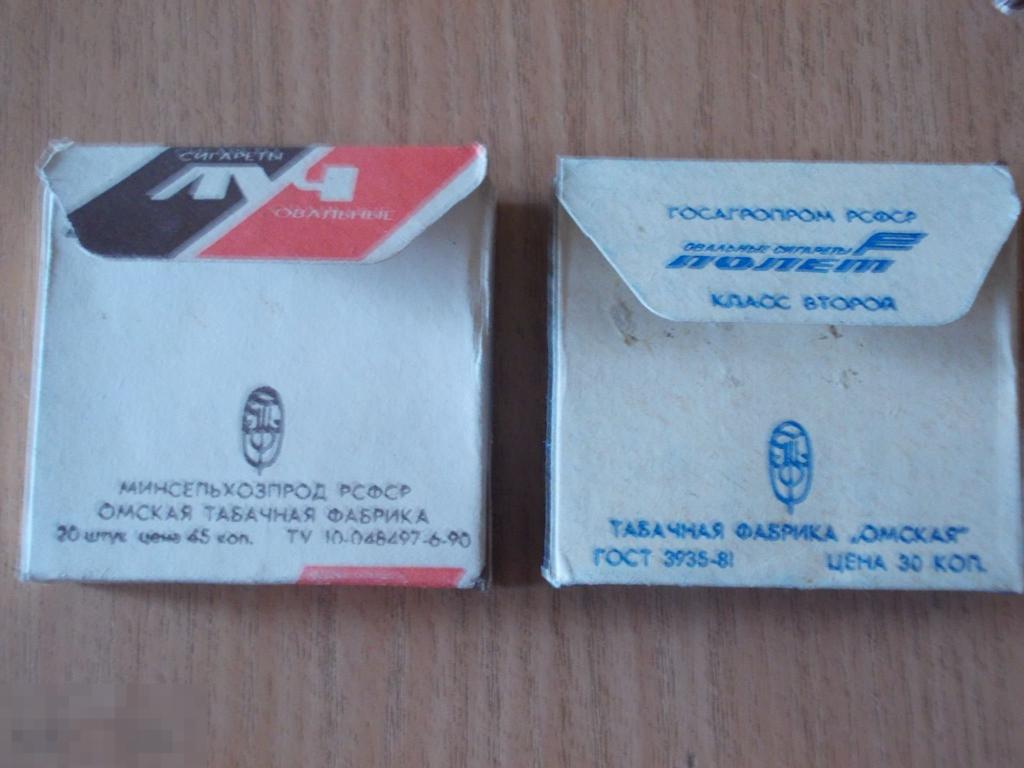 СИГАРЕТЫ
ЛУЧ
ОВАЛЬНЫЕ
МИНСЕЛЬХОЗПРОД РСФСР
ОМСКАЯ ТАБАЧНАЯ ФАБРИКА
20 штук цена 45 коп. ТУ 10-048497-6-90
ГОСАГРОПРОМ РСФСР
ОВАЛЬНЫЕ СИГАРЕТЫ
ПОЛЕТ
КЛАСС ВТОРОЙ
ТАБАЧНАЯ ФАБРИКА „ОМСКАЯ"
ГОСТ 3935-81 ЦЕНА 30 КОП.